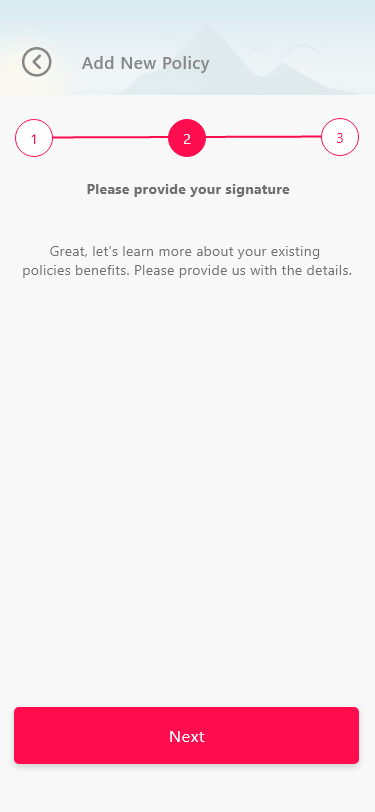 Add New Policy
1 2 3
Please provide your signature
Great, let's learn more about your existing
policies benefits. Please provide us with the details.
Next